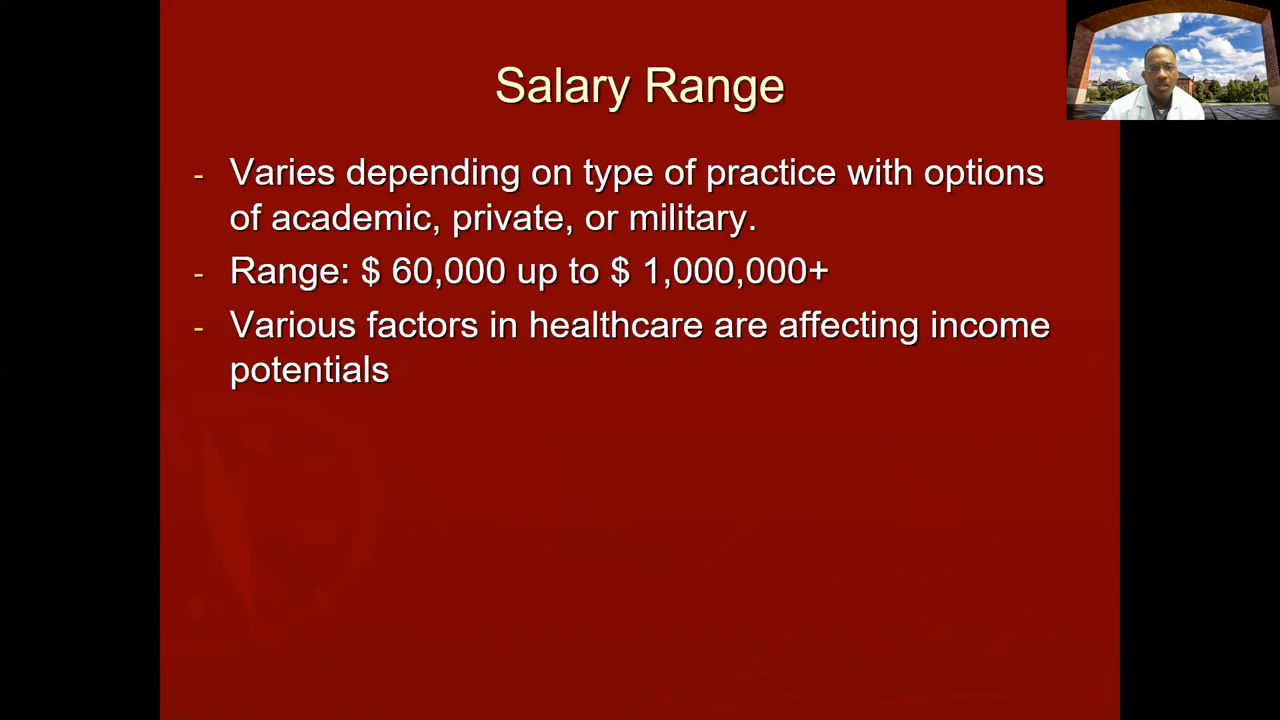 Salary Range
- Varies depending on type of practice with options
of academic, private, or military.
- Range: $ 60,000 up to $ 1,000,000+
- Various factors in healthcare are affecting income
potentials